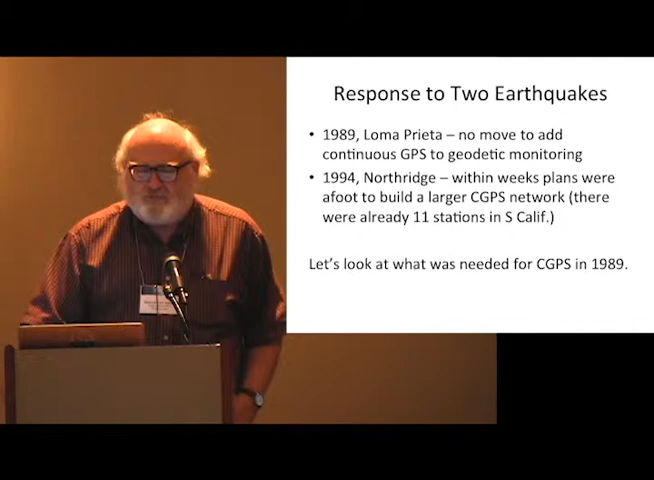 Response to Two Earthquakes
• 1989, Loma Prieta – no move to add
continuous GPS to geodetic monitoring
• 1994, Northridge – within weeks plans were
afoot to build a larger CGPS network (there
were already 11 stations in S Calif.)
Let's look at what was needed for CGPS in 1989.